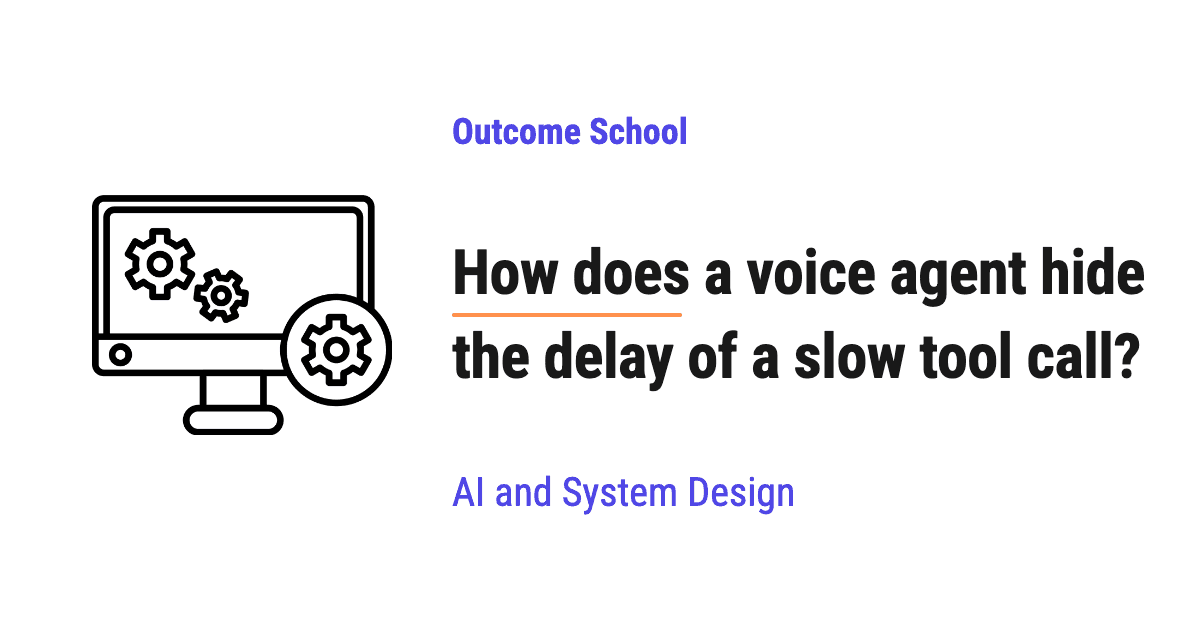 Outcome School
How does a voice agent hide
the delay of a slow tool call?
AI and System Design